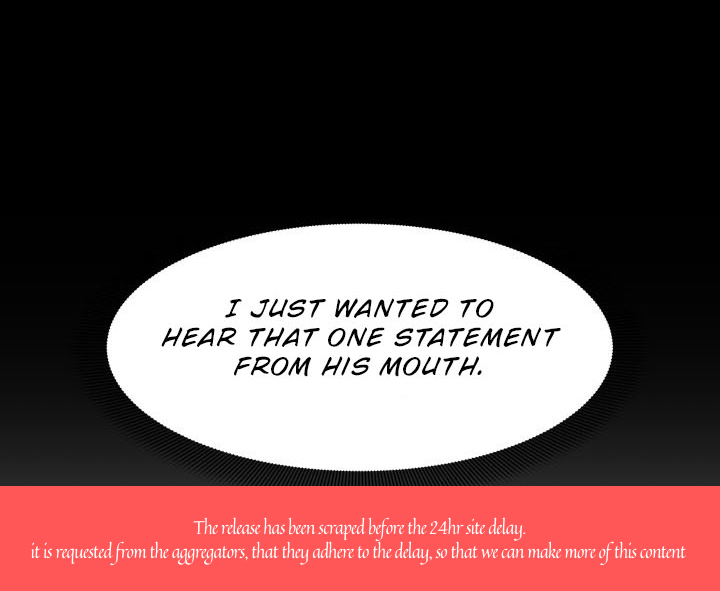 I JUST WANTED TO
HEAR THAT ONE STATEMENT
FROM HIS MOUTH.
The release has been scraped before the 24hr site delay.
it is requested from the aggregators, that they adhere to the delay, so that we can make more of this content